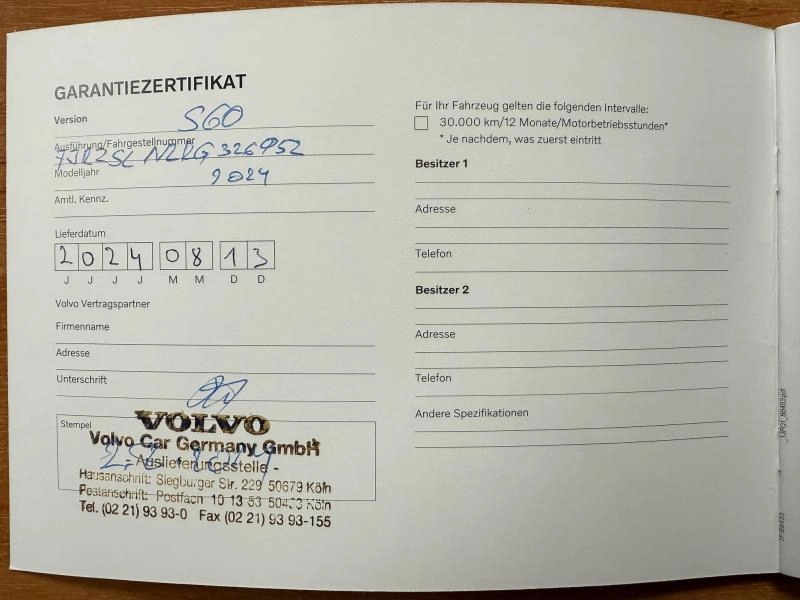 GARANTIEZERTIFIKAT
Version S60
Ausführung/Fahrgestellnummer
7JRZSL NZRG 326952
Modelljahr 2024
Amtl. Kennz.
Lieferdatum
2024 08 13
J J J J M M D D
Volvo Vertragspartner
Firmenname
Adresse
Unterschrift
Stempel
VOLVO
Volvo Car Germany GmbH
- Auslieferungsstelle -
Hausanschrift: Siegburger Str. 229 50679 Köln
Postanschrift: Postfach 10 13 53 Köln
Tel. (02 21) 93 93-0 Fax (02 21) 93 93-155
Für Ihr Fahrzeug gelten die folgenden Intervalle:
30.000 km/12 Monate/Motorbetriebsstunden*
* Je nachdem, was zuerst eintritt
Besitzer 1
Adresse
Telefon
Besitzer 2
Adresse
Telefon
Andere Spezifikationen